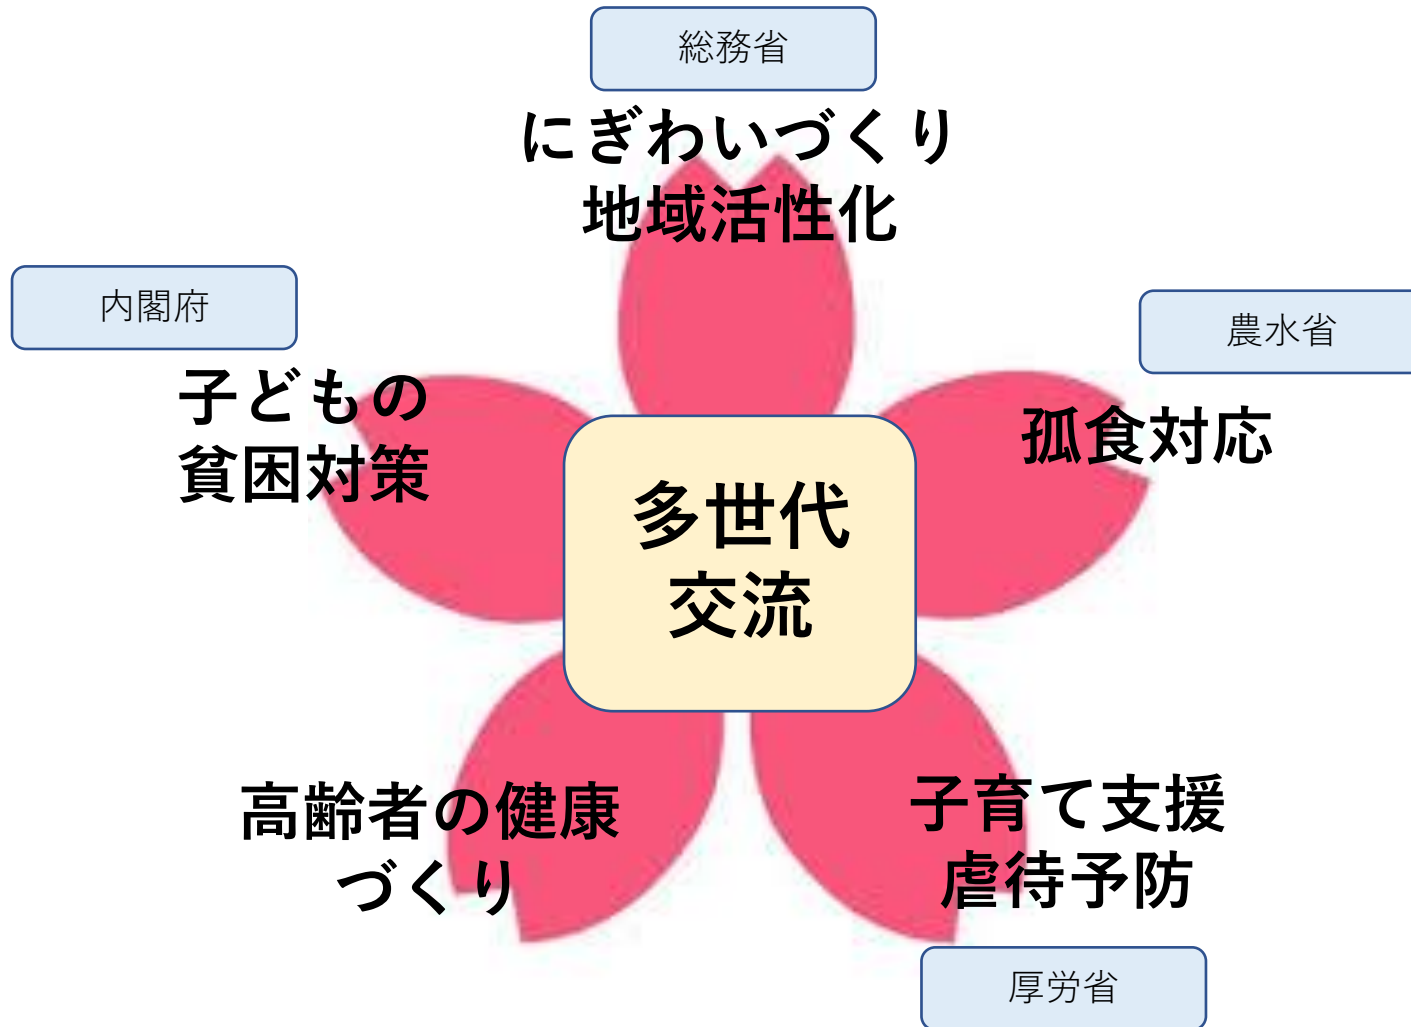 総務省
にぎわいづくり
地域活性化
内閣府
子どもの
貧困対策
農水省
孤食対応
多世代
交流
高齢者の健康
づくり
子育て支援
虐待予防
厚労省